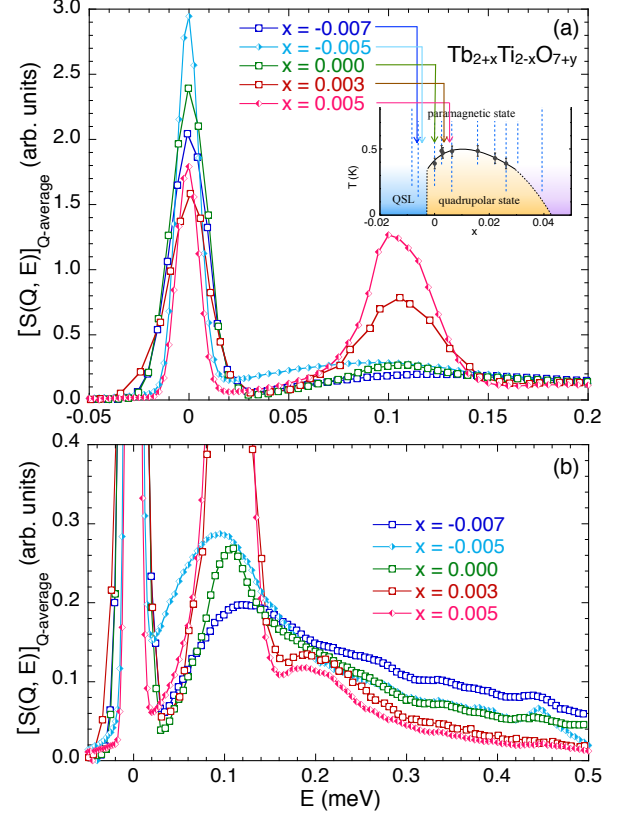 (a)
x = -0.007
x = -0.005
x = 0.000
x = 0.003
x = 0.005
Tb2+xTi2-xO7+y
paramagnetic state
QSL
quadrupolar state
T (K)
0.5
0
-0.02
0
0.02
0.04
x
[S(Q, E)]Q-average (arb. units)
3.0
2.5
2.0
1.5
1.0
0.5
0.0
-0.05
0
0.05
0.1
0.15
0.2
(b)
x = -0.007
x = -0.005
x = 0.000
x = 0.003
x = 0.005
[S(Q, E)]Q-average (arb. units)
0.4
0.3
0.2
0.1
0.0
0
0.1
0.2
0.3
0.4
0.5
E (meV)